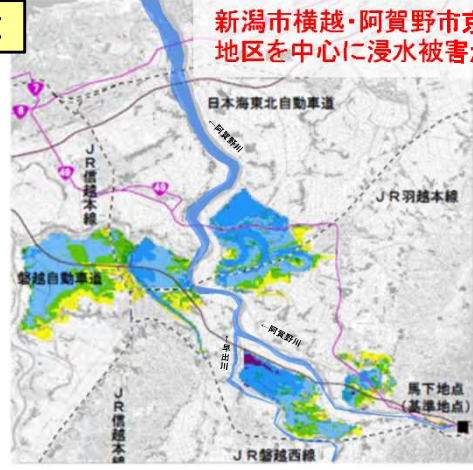 新潟市横越・阿賀野市京
地区を中心に浸水被害
7
8
日本海東北自動車道
←阿賀野川
JR信越本線
49
49
JR羽越本線
磐越自動車道
←阿賀野川
←早出川
馬下地点
(基準地点)
JR信越本線
JR磐越西線